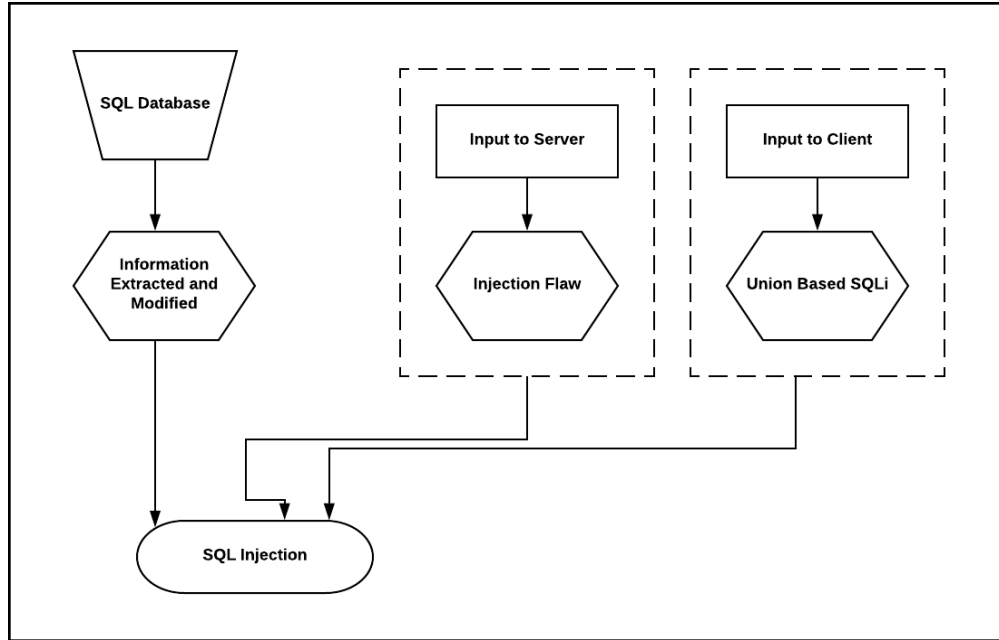 SQL Database
Input to Server
Input to Client
Information
Extracted and
Modified
Injection Flaw
Union Based SQLi
SQL Injection